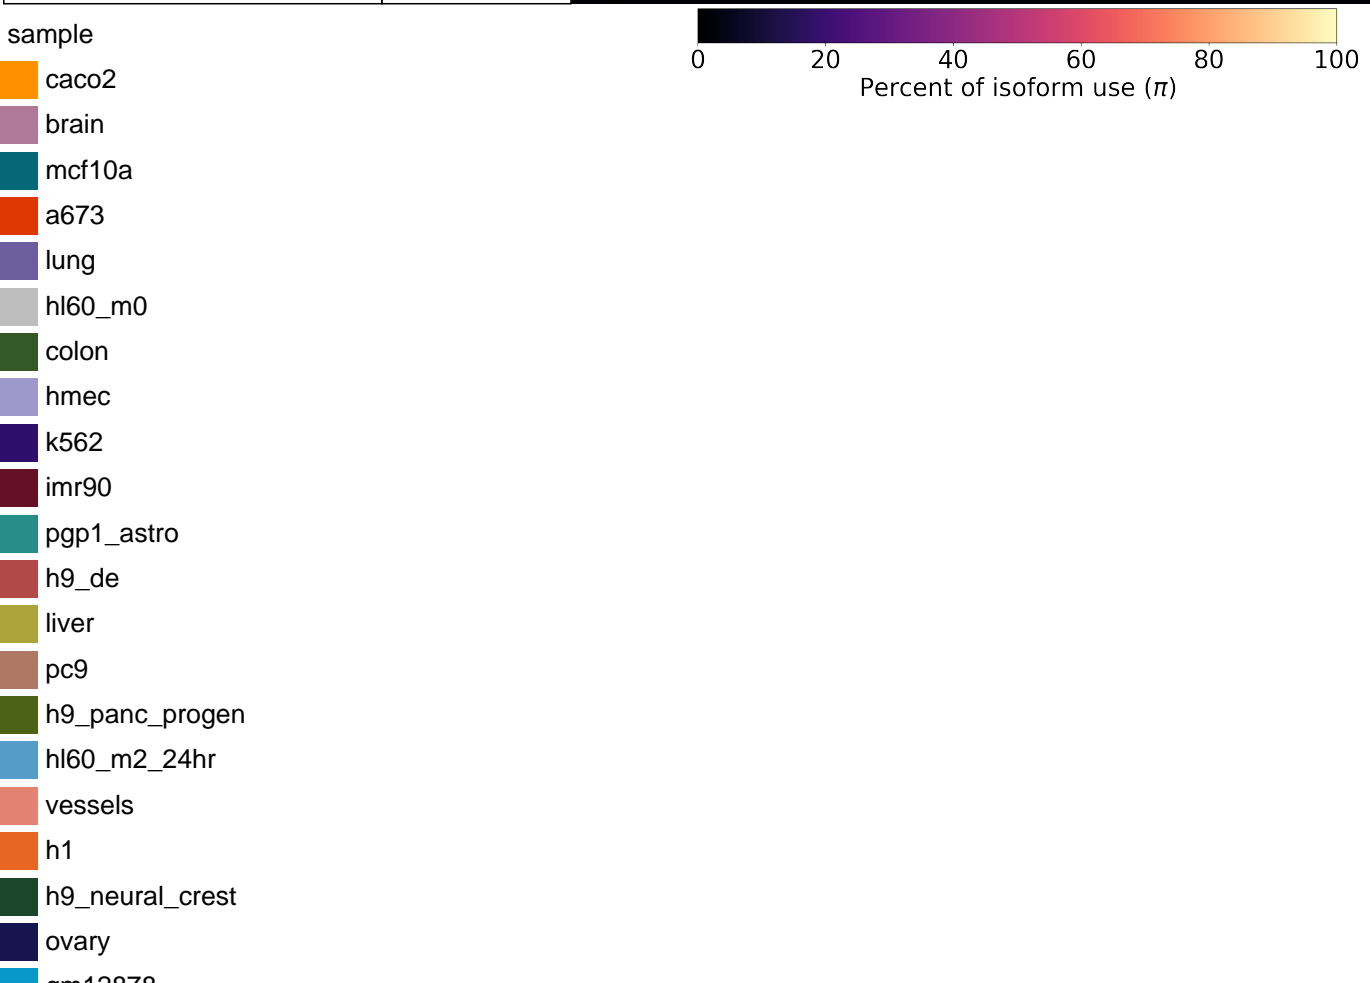 sample
caco2
brain
mcf10a
a673
lung
hl60_m0
colon
hmec
k562
imr90
pgp1_astro
h9_de
liver
pc9
h9_panc_progen
hl60_m2_24hr
vessels
h1
h9_neural_crest
ovary
0 20 40 60 80 100
Percent of isoform use (π)